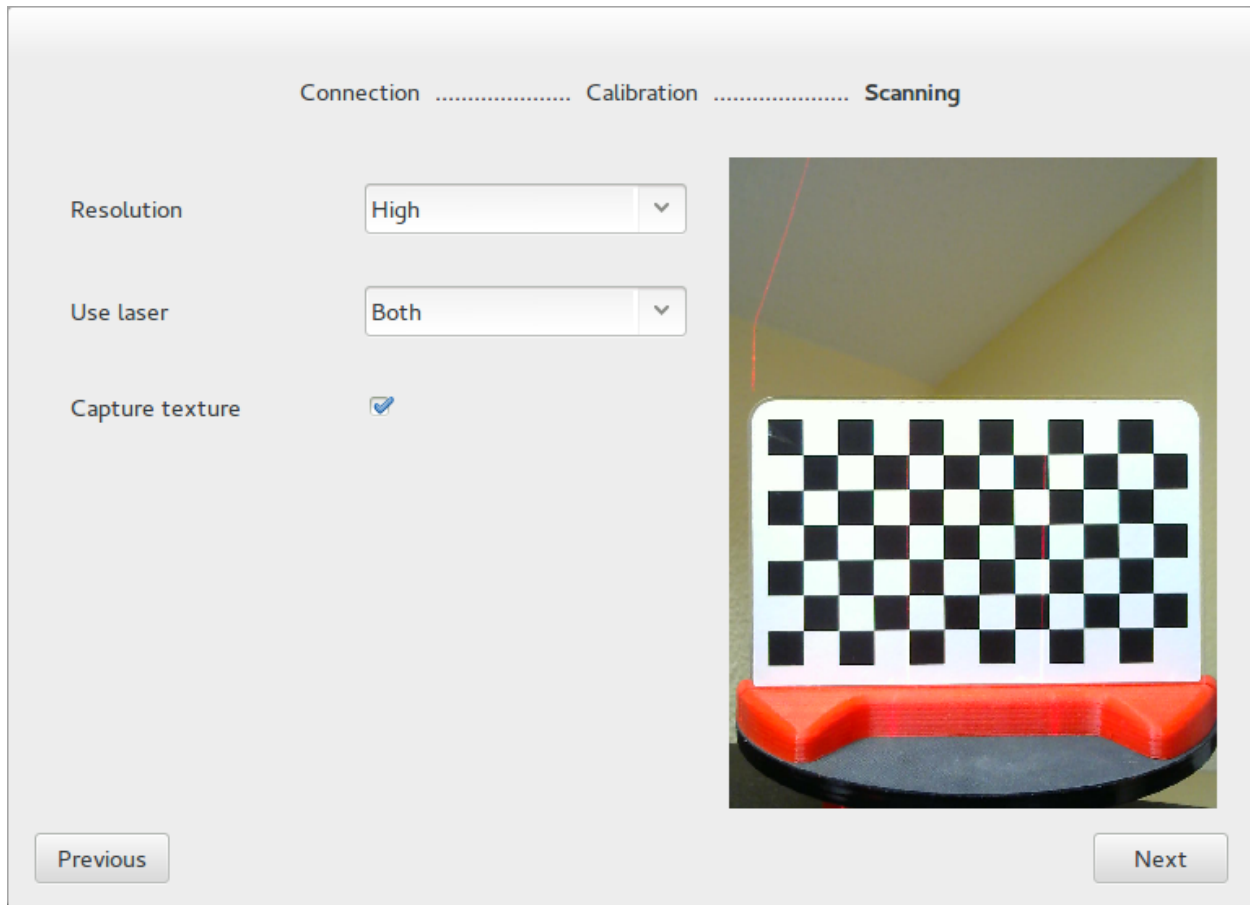 Connection ..................... Calibration ..................... Scanning
Resolution High
Use laser Both
Capture texture
Previous Next